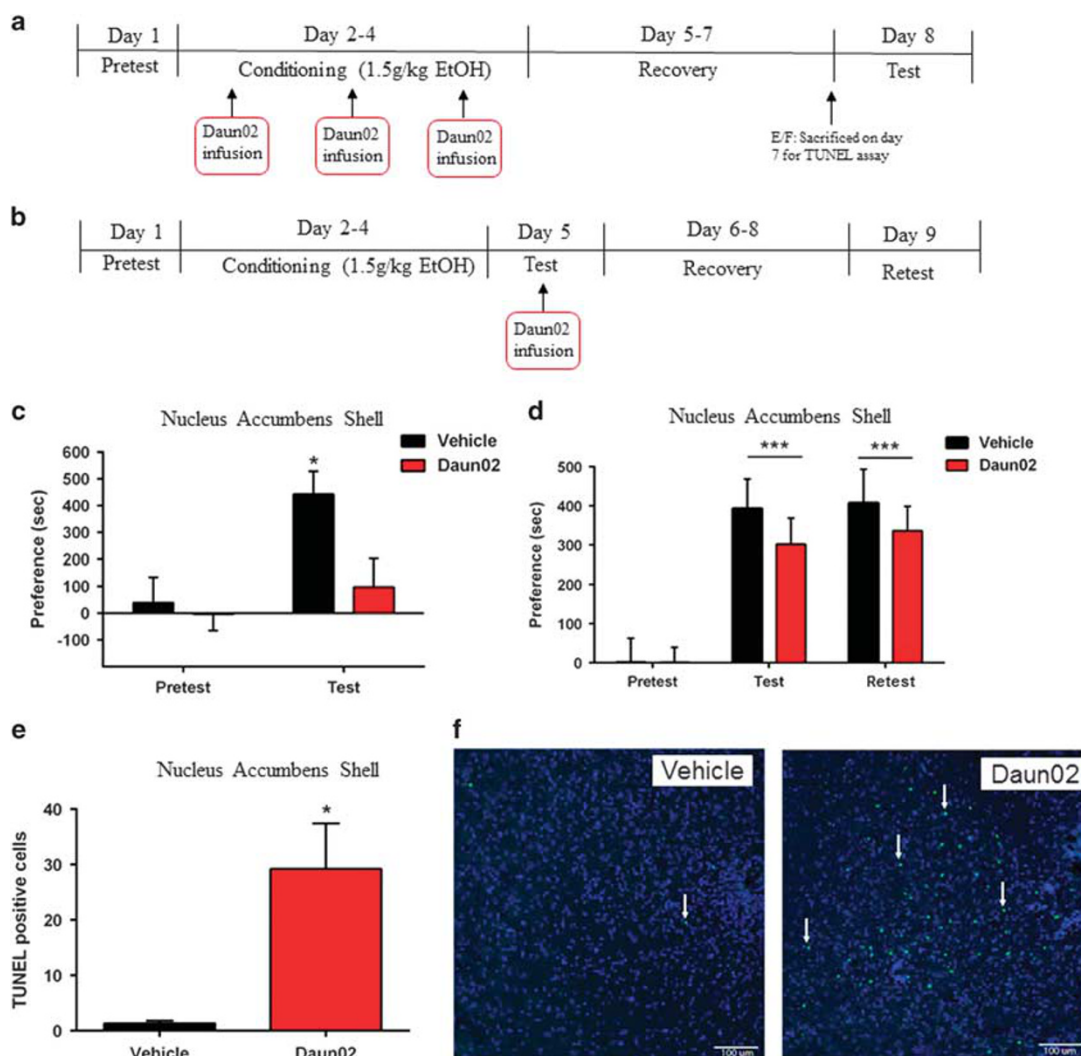 a
Day 1 Day 2-4 Day 5-7 Day 8
Pretest Conditioning (1.5g/kg EtOH) Recovery Test
Daun02 infusion
Daun02 infusion
Daun02 infusion
E/F: Sacrificed on day
7 for TUNEL assay
b
Day 1 Day 2-4 Day 5 Day 6-8 Day 9
Pretest Conditioning (1.5g/kg EtOH) Test Recovery Retest
Daun02
infusion
c
Nucleus Accumbens Shell
Vehicle
Daun02
Preference (sec)
600
500
400
300
200
100
0
-100
*
Pretest Test
d
Nucleus Accumbens Shell
Vehicle
Daun02
Preference (sec)
500
400
300
200
100
0
*** ***
Pretest Test Retest
e
Nucleus Accumbens Shell
TUNEL positive cells
40
30
20
10
0
*
Vehicle Daun02
f
Vehicle
100 um
Daun02
100 um